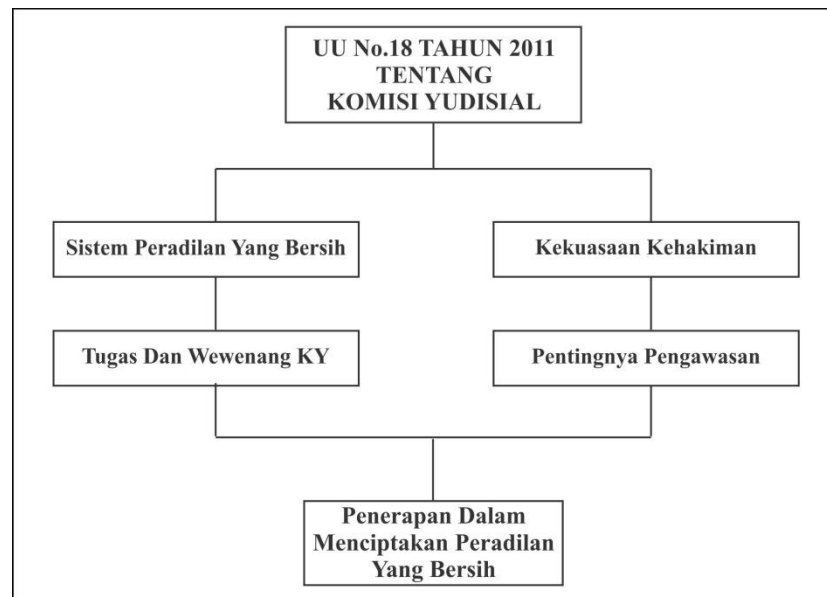 UU No.18 TAHUN 2011
TENTANG
KOMISI YUDISIAL
Sistem Peradilan Yang Bersih
Kekuasaan Kehakiman
Tugas Dan Wewenang KY
Pentingnya Pengawasan
Penerapan Dalam
Menciptakan Peradilan
Yang Bersih